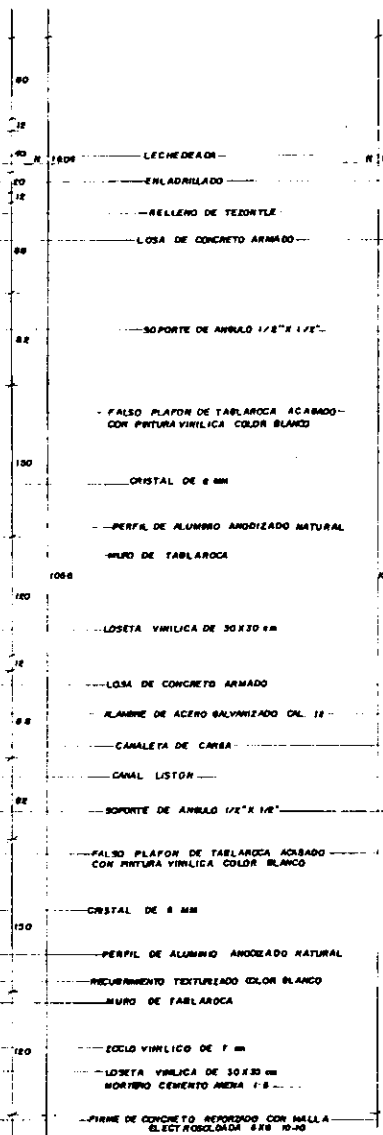 60
12
40 N 14.04 LECHEDEADA N
20 ENLADRILLADO
12
RELLENO DE TEZONTLE
LOSA DE CONCRETO ARMADO
88
SOPORTE DE ANGULO 1/2" X 1/2"
82
FALSO PLAFON DE TABLAROCA ACABADO
CON PINTURA VINILICA COLOR BLANCO
150
CRISTAL DE 6 MM
PERFIL DE ALUMINIO ANODIZADO NATURAL
MURO DE TABLAROCA
120
LOSETA VINILICA DE 30X30 cm
12
LOSA DE CONCRETO ARMADO
88
ALAMBRE DE ACERO GALVANIZADO CAL. 12
CANALETA DE CARGA
CANAL LISTON
82
SOPORTE DE ANGULO 1/2" X 1/2"
FALSO PLAFON DE TABLAROCA ACABADO
CON PINTURA VINILICA COLOR BLANCO
CRISTAL DE 6 MM
150
PERFIL DE ALUMINIO ANODIZADO NATURAL
RECUBRIMIENTO TEXTURIZADO COLOR BLANCO
MURO DE TABLAROCA
120
ZOCLO VINILICO DE 7 cm
LOSETA VINILICA DE 30X30 cm
MORTERO CEMENTO ARENA
FIRME DE CONCRETO REFORZADO CON MALLA
ELECTROSOLDADA 6X6 10-10